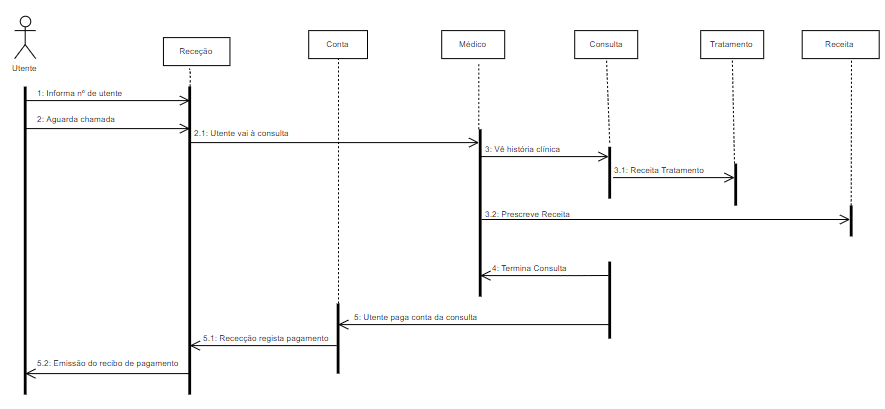 Utente
Receção
Conta
Médico
Consulta
Tratamento
Receita
1: Informa nº de utente
2: Aguarda chamada
2.1: Utente vai à consulta
3: Vê história clínica
3.1: Receita Tratamento
3.2: Prescreve Receita
4: Termina Consulta
5: Utente paga conta da consulta
5.1: Rececção regista pagamento
5.2: Emissão do recibo de pagamento